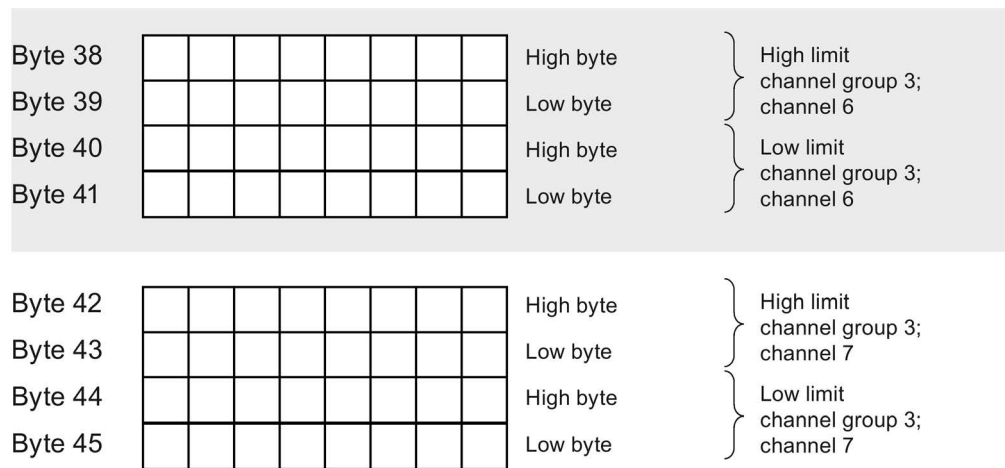 Byte 38 High byte High limit
channel group 3;
Byte 39 Low byte channel 6
Byte 40 High byte Low limit
channel group 3;
Byte 41 Low byte channel 6
Byte 42 High byte High limit
channel group 3;
Byte 43 Low byte channel 7
Byte 44 High byte Low limit
channel group 3;
Byte 45 Low byte channel 7